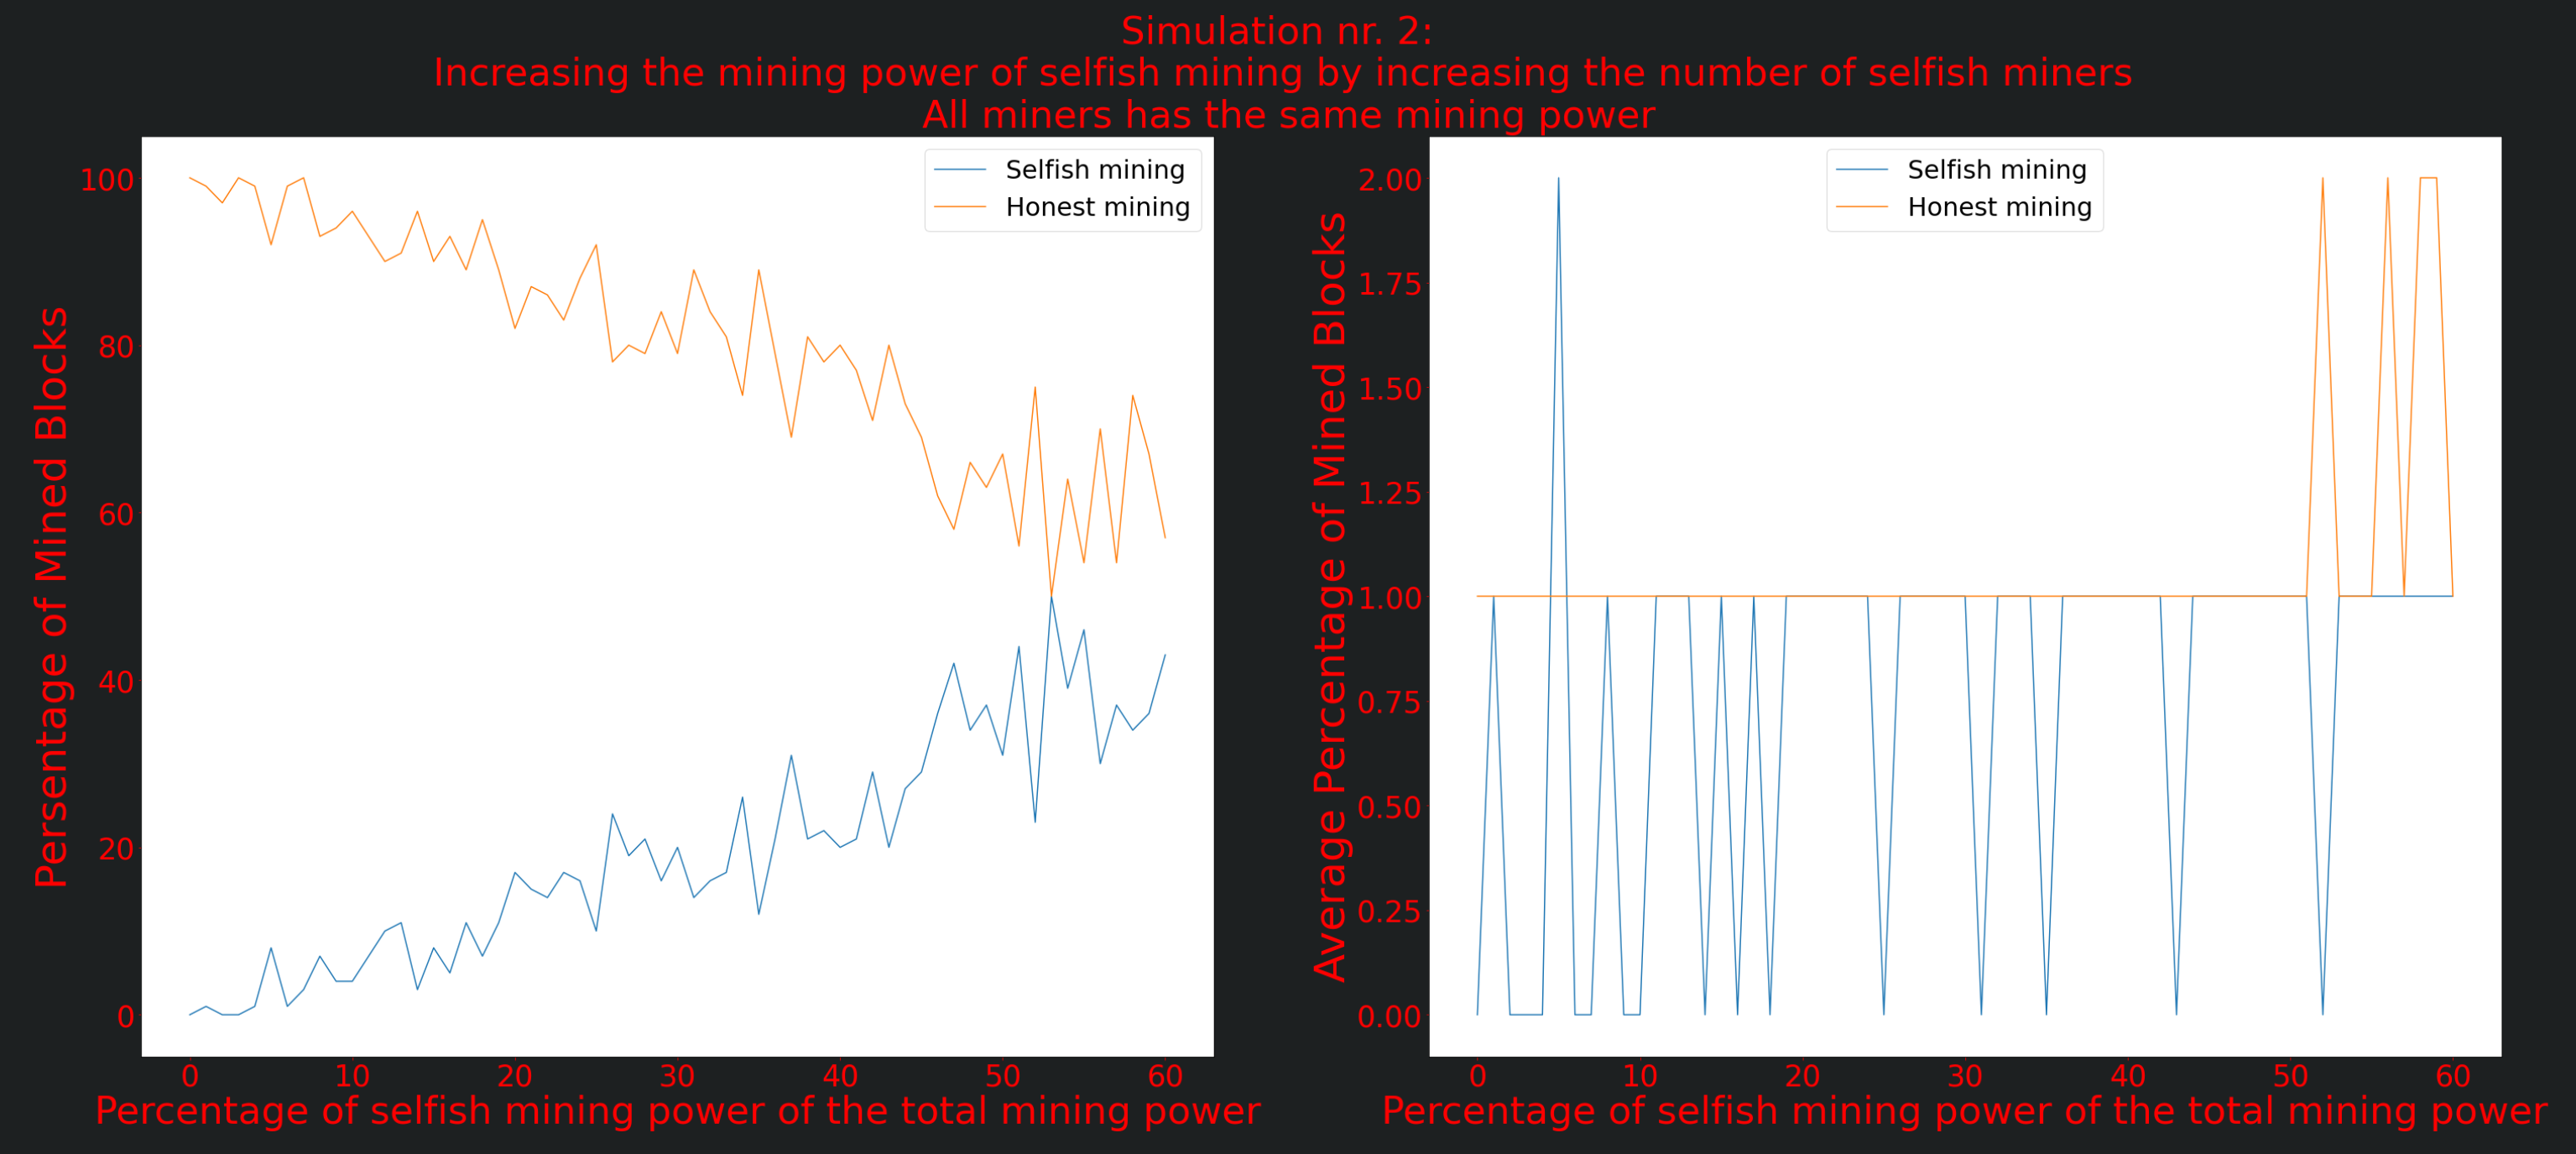 Simulation nr. 2:
Increasing the mining power of selfish mining by increasing the number of selfish miners
All miners has the same mining power
Persentage of Mined Blocks
100
80
60
40
20
0
Selfish mining
Honest mining
0 10 20 30 40 50 60
Percentage of selfish mining power of the total mining power
Average Percentage of Mined Blocks
2.00
1.75
1.50
1.25
1.00
0.75
0.50
0.25
0.00
Selfish mining
Honest mining
0 10 20 30 40 50 60
Percentage of selfish mining power of the total mining power